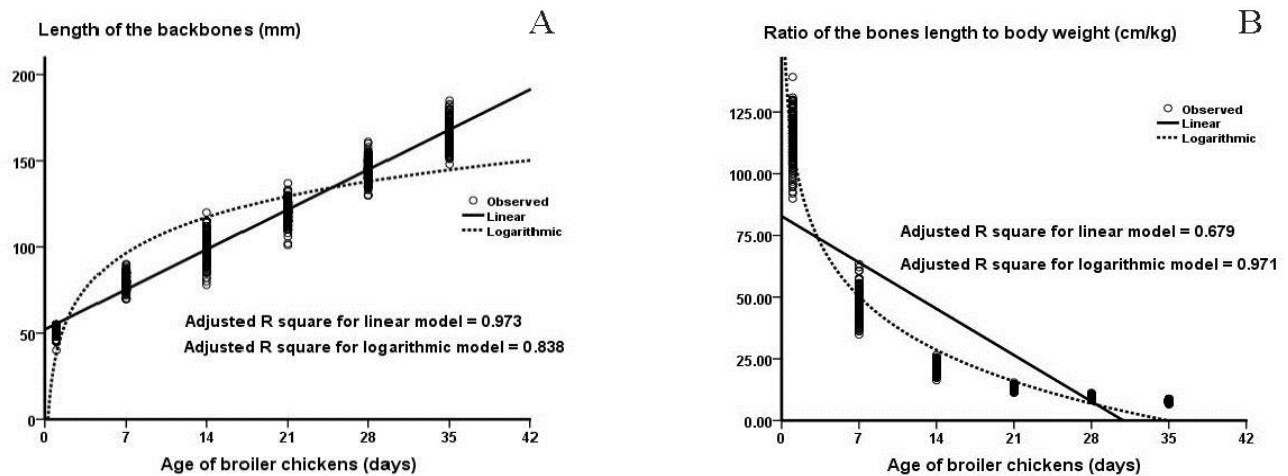 Length of the backbones (mm)
A
200
150
100
50
0
Observed
Linear
Logarithmic
Adjusted R square for linear model = 0.973
Adjusted R square for logarithmic model = 0.838
0 7 14 21 28 35 42
Age of broiler chickens (days)
Ratio of the bones length to body weight (cm/kg)
B
125.00
100.00
75.00
50.00
25.00
0.00
Observed
Linear
Logarithmic
Adjusted R square for linear model = 0.679
Adjusted R square for logarithmic model = 0.971
0 7 14 21 28 35 42
Age of broiler chickens (days)